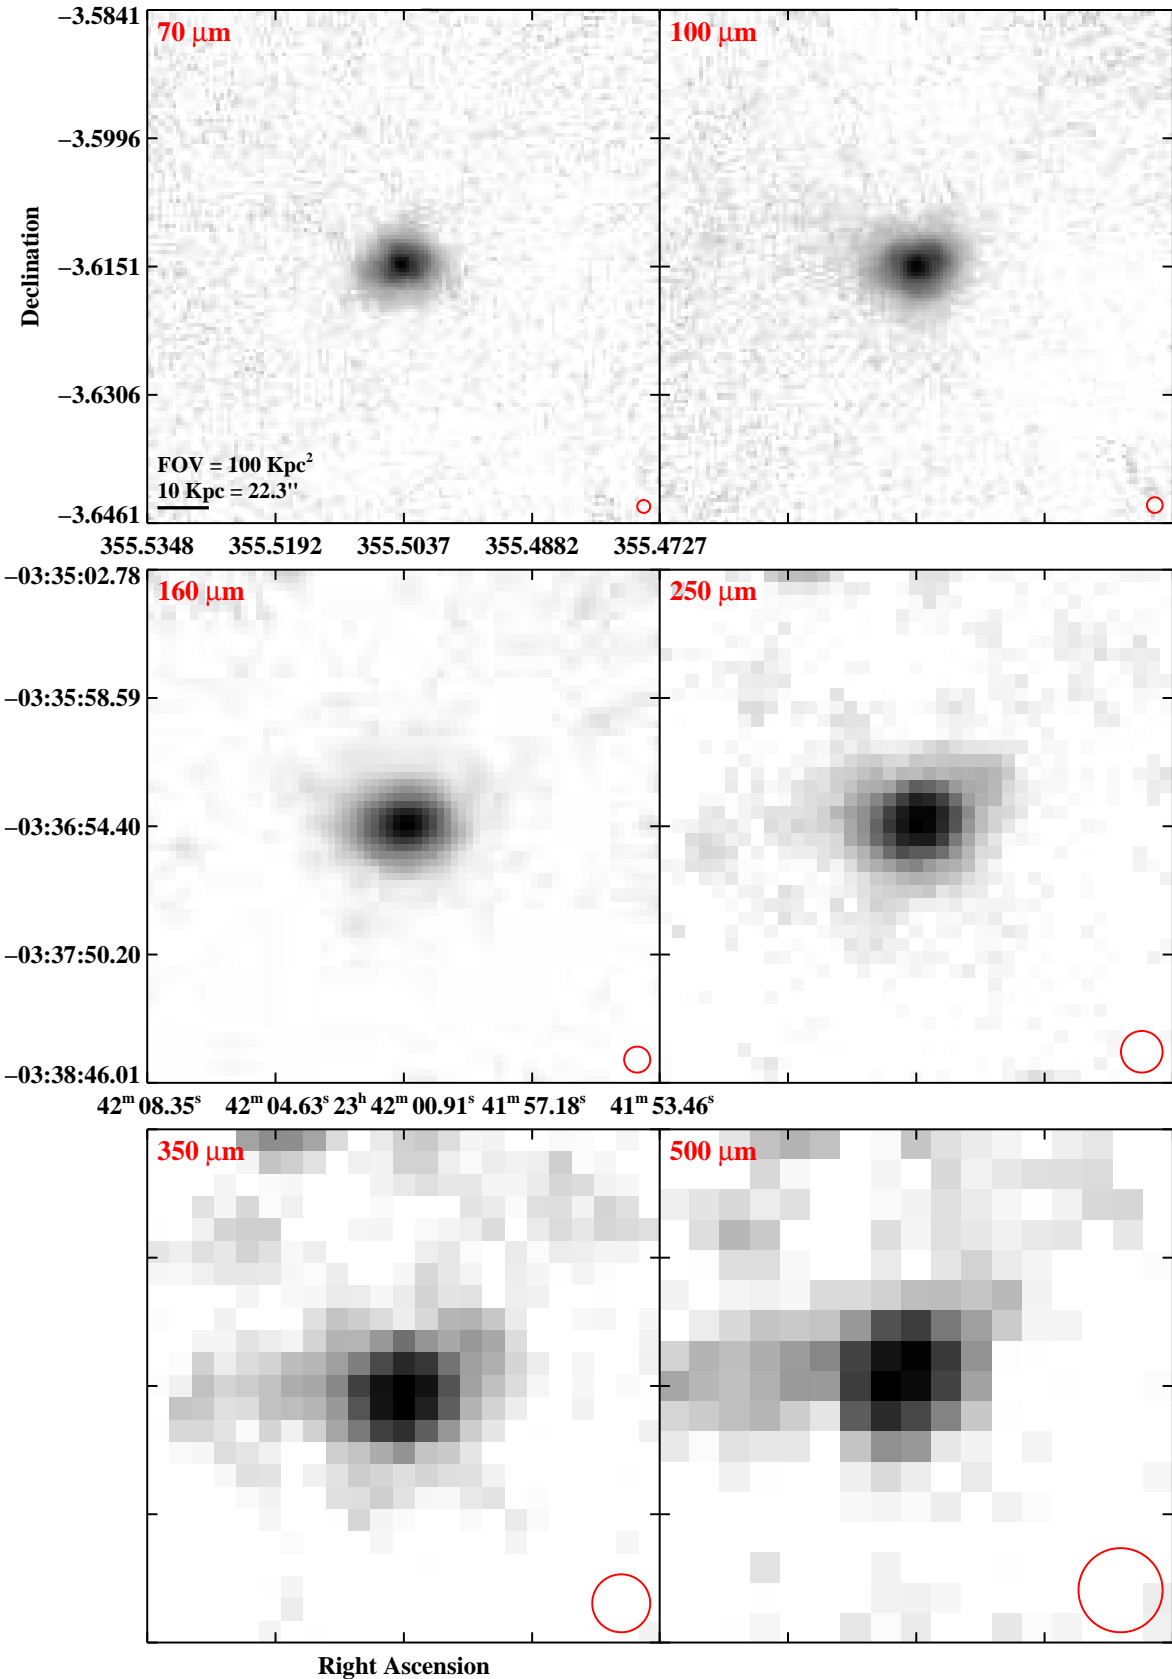 70 μm
100 μm
−3.5841
−3.5996
−3.6151
−3.6306
−3.6461
Declination
FOV = 100 Kpc²
10 Kpc = 22.3"
355.5348 355.5192 355.5037 355.4882 355.4727
160 μm
250 μm
−03:35:02.78
−03:35:58.59
−03:36:54.40
−03:37:50.20
−03:38:46.01
42ᵐ 08.35ˢ 42ᵐ 04.63ˢ 23ʰ 42ᵐ 00.91ˢ 41ᵐ 57.18ˢ 41ᵐ 53.46ˢ
350 μm
500 μm
Right Ascension